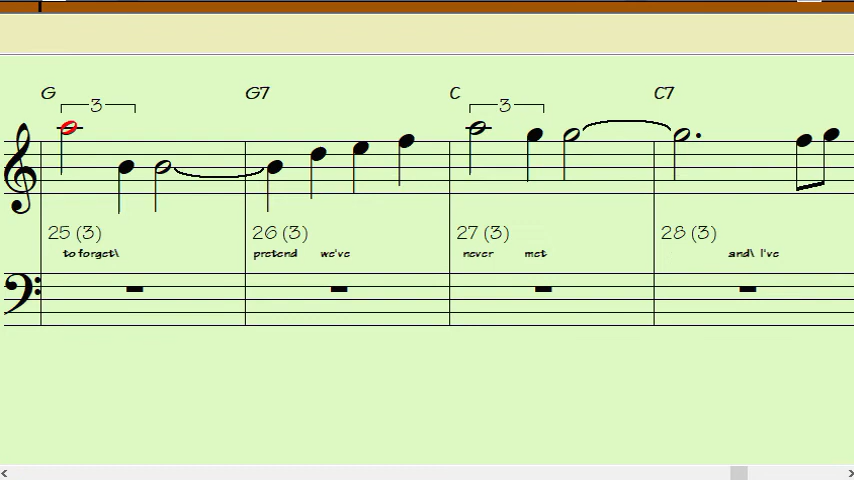 G G7 C C7
3 3
25 (3) 26 (3) 27 (3) 28 (3)
to forget\ pretend we've never met and\ I've